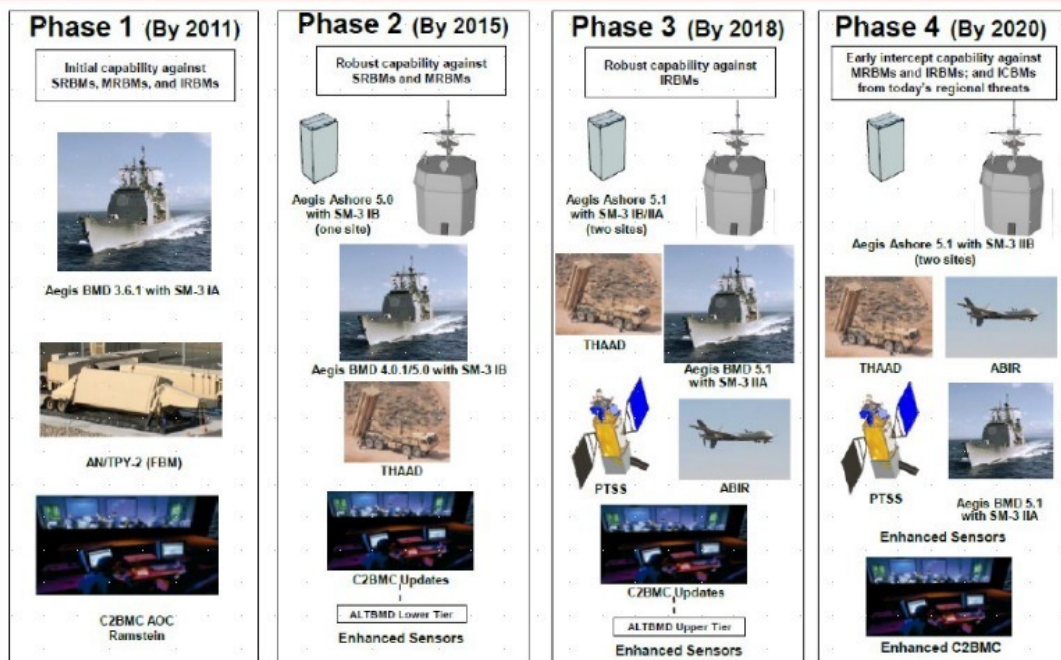 Phase 1 (By 2011)
Initial capability against
SRBMs, MRBMs, and IRBMs
Aegis BMD 3.6.1 with SM-3 IA
AN/TPY-2 (FBM)
C2BMC AOC
Ramstein
Phase 2 (By 2015)
Robust capability against
SRBMs and MRBMs
Aegis Ashore 5.0
with SM-3 IB
(one site)
Aegis BMD 4.0.1/5.0 with SM-3 IB
THAAD
C2BMC Updates
ALTBMD Lower Tier
Enhanced Sensors
Phase 3 (By 2018)
Robust capability against
IRBMs
Aegis Ashore 5.1
with SM-3 IB/IIA
(two sites)
THAAD
Aegis BMD 5.1
with SM-3 IIA
PTSS
ABIR
C2BMC Updates
ALTBMD Upper Tier
Enhanced Sensors
Phase 4 (By 2020)
Early intercept capability against
MRBMs and IRBMs; and ICBMs
from today's regional threats
Aegis Ashore 5.1 with SM-3 IIB
(two sites)
THAAD
ABIR
PTSS
Aegis BMD 5.1
with SM-3 IIA
Enhanced Sensors
Enhanced C2BMC